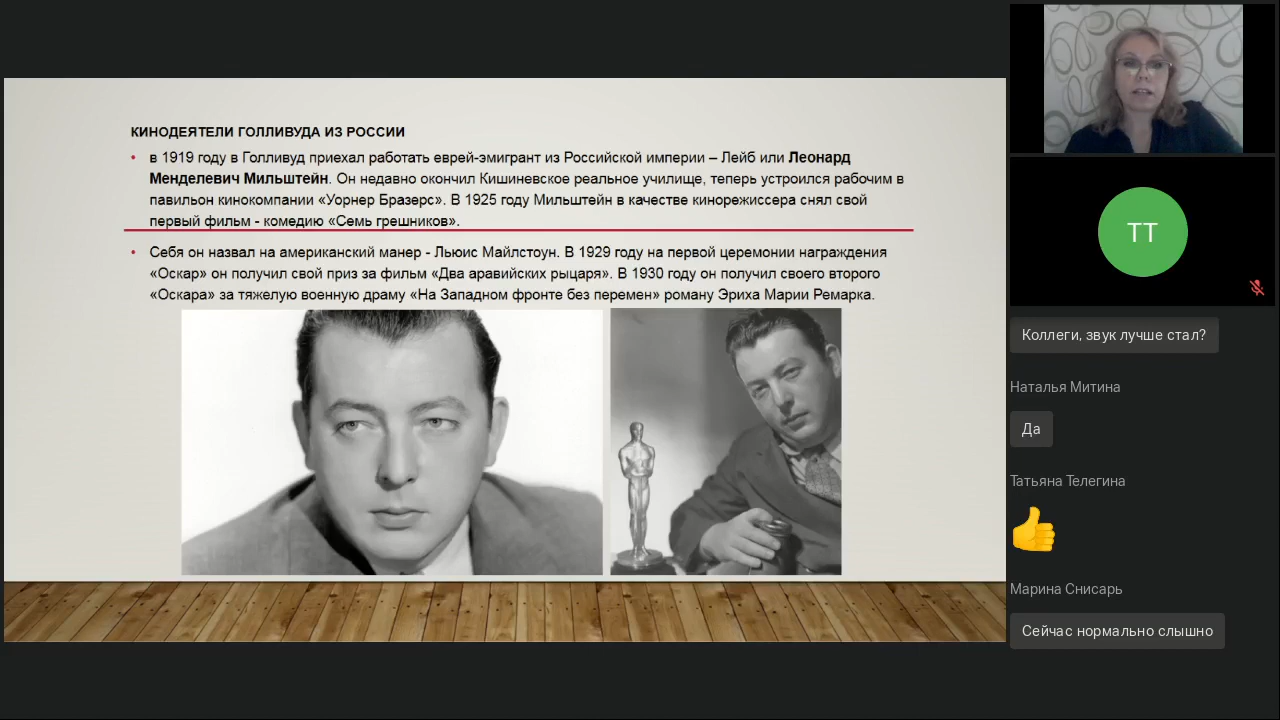 КИНОДЕЯТЕЛИ ГОЛЛИВУДА ИЗ РОССИИ
• в 1919 году в Голливуд приехал работать еврей-эмигрант из Российской империи – Лейб или Леонард
Менделевич Мильштейн. Он недавно окончил Кишиневское реальное училище, теперь устроился рабочим в
павильон кинокомпании «Уорнер Бразерс». В 1925 году Мильштейн в качестве кинорежиссера снял свой
первый фильм - комедию «Семь грешников».
• Себя он назвал на американский манер - Льюис Майлстоун. В 1929 году на первой церемонии награждения
«Оскар» он получил свой приз за фильм «Два аравийских рыцаря». В 1930 году он получил своего второго
«Оскара» за тяжелую военную драму «На Западном фронте без перемен» роману Эриха Марии Ремарка.
ТТ
Коллеги, звук лучше стал?
Наталья Митина
Да
Татьяна Телегина
Марина Снисарь
Сейчас нормально слышно